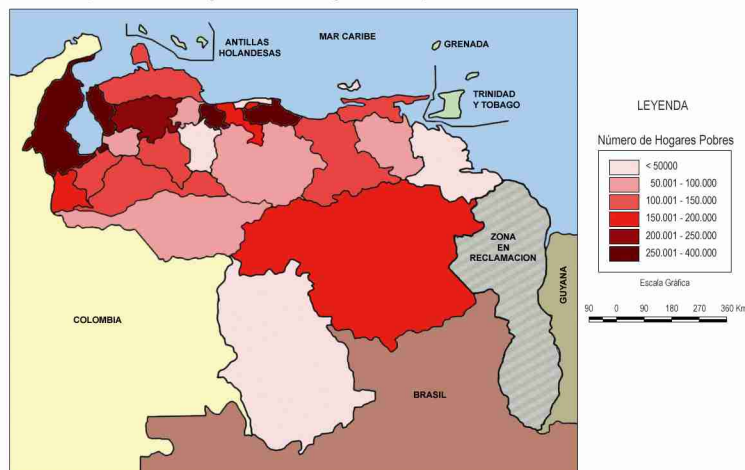 MAR CARIBE
ANTILLAS
HOLANDESAS
GRENADA
TRINIDAD
Y TOBAGO
ZONA
EN
RECLAMACION
GUYANA
COLOMBIA
BRASIL
LEYENDA
Número de Hogares Pobres
< 50000
50.001 - 100.000
100.001 - 150.000
150.001 - 200.000
200.001 - 250.000
250.001 - 400.000
Escala Gráfica
90 0 90 180 270 360 Km